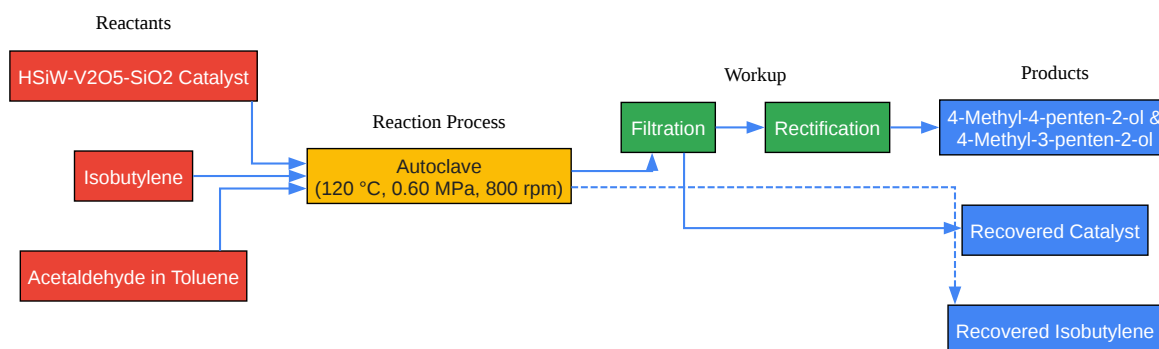 Reactants
HSiW-V2O5-SiO2 Catalyst
Isobutylene
Acetaldehyde in Toluene
Reaction Process
Autoclave
(120 °C, 0.60 MPa, 800 rpm)
Workup
Filtration
Rectification
Products
4-Methyl-4-penten-2-ol &
4-Methyl-3-penten-2-ol
Recovered Catalyst
Recovered Isobutylene